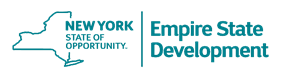 NEW YORK
STATE OF
OPPORTUNITY.
Empire State
Development